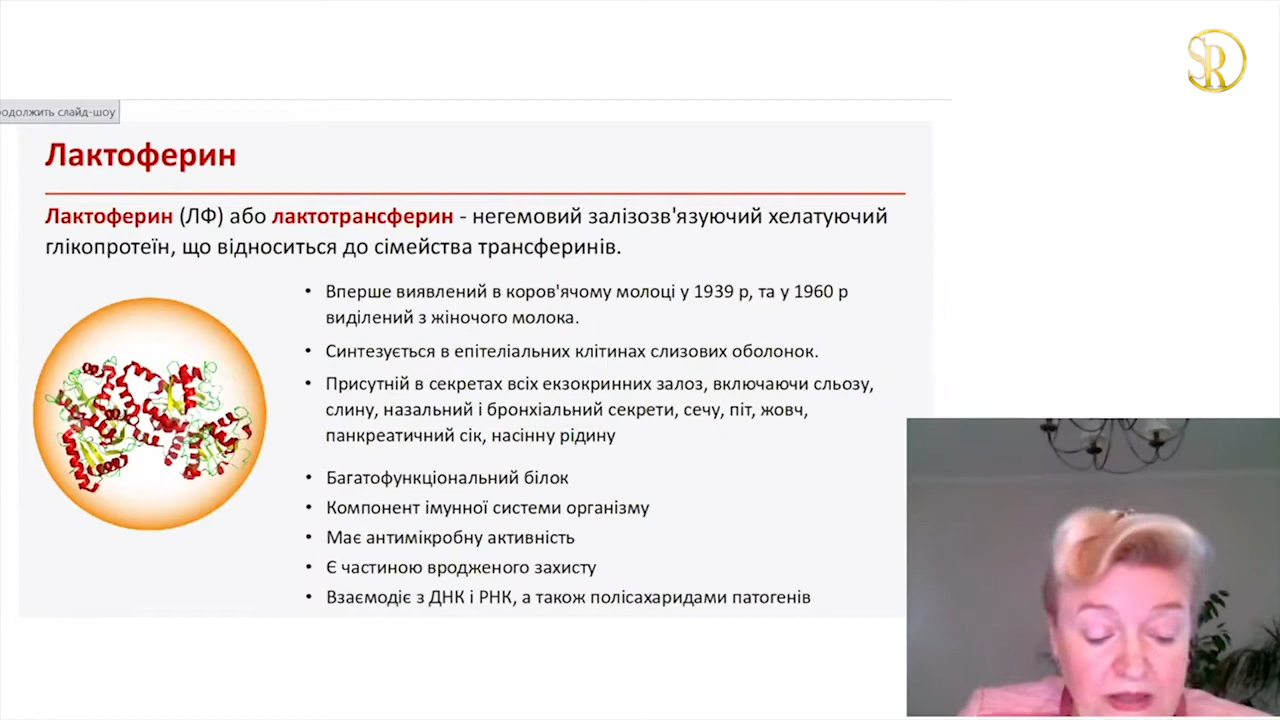 SR
родолжить слайд-шоу
Лактоферин
Лактоферин (ЛФ) або лактотрансферин - негемовий залізозв'язуючий хелатуючий
глікопротеїн, що відноситься до сімейства трансферинів.
• Вперше виявлений в коров'ячому молоці у 1939 р, та у 1960 р
виділений з жіночого молока.
• Синтезується в епітеліальних клітинах слизових оболонок.
• Присутній в секретах всіх екзокринних залоз, включаючи сльозу,
слину, назальний і бронхіальний секрети, сечу, піт, жовч,
панкреатичний сік, насінну рідину
• Багатофункціональний білок
• Компонент імунної системи організму
• Має антимікробну активність
• Є частиною вродженого захисту
• Взаємодіє з ДНК і РНК, а також полісахаридами патогенів